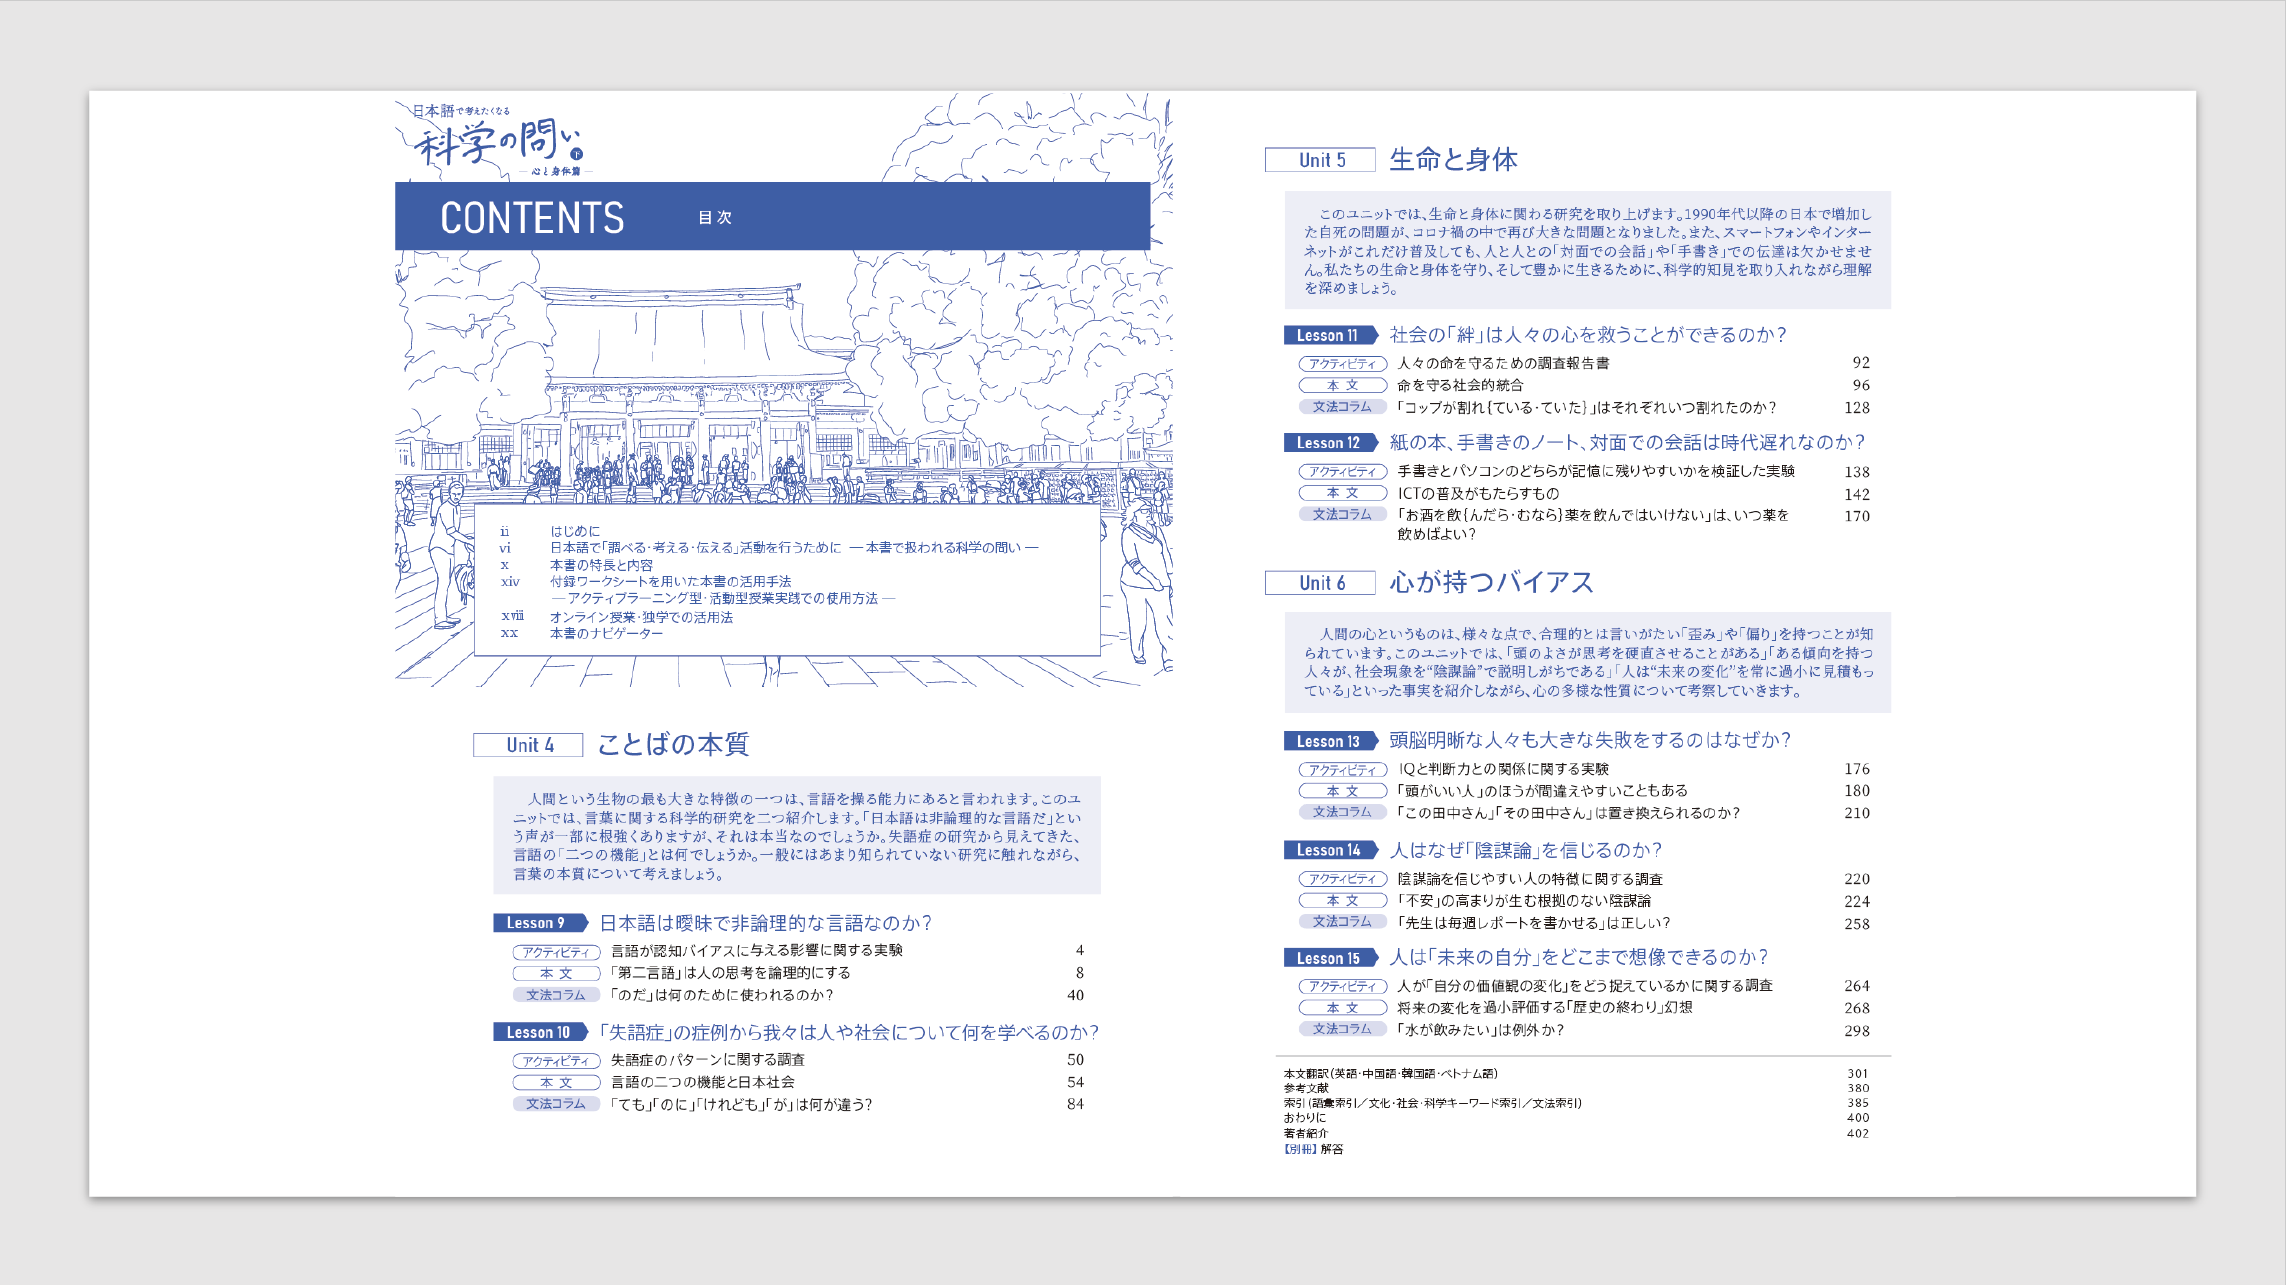 日本語で考えたくなる
科学の問い 下
― 心と身体篇 ―
CONTENTS 目次
ii はじめに
vi 日本語で「調べる・考える・伝える」活動を行うために ― 本書で扱われる科学の問い ―
x 本書の特長と内容
xiv 付録ワークシートを用いた本書の活用手法
― アクティブラーニング型・活動型授業実践での使用方法 ―
xviii オンライン授業・独学での活用法
xx 本書のナビゲーター
Unit 4 ことばの本質
人間という生物の最も大きな特徴の一つは、言語を操る能力にあると言われます。このユ
ニットでは、言葉に関する科学的研究を二つ紹介します。「日本語は非論理的な言語だ」とい
う声が一部に根強くありますが、それは本当なのでしょうか。失語症の研究から見えてきた、
言語の「二つの機能」とは何でしょうか。一般にはあまり知られていない研究に触れながら、
言葉の本質について考えましょう。
Lesson 9 日本語は曖昧で非論理的な言語なのか？
アクティビティ 言語が認知バイアスに与える影響に関する実験 4
本文 「第二言語」は人の思考を論理的にする 8
文法コラム 「のだ」は何のために使われるのか？ 40
Lesson 10 「失語症」の症例から我々は人や社会について何を学べるのか？
アクティビティ 失語症のパターンに関する調査 50
本文 言語の二つの機能と日本社会 54
文法コラム 「ても」「のに」「けれども」「が」は何が違う？ 84
Unit 5 生命と身体
このユニットでは、生命と身体に関わる研究を取り上げます。1990年代以降の日本で増加し
た自死の問題が、コロナ禍の中で再び大きな問題となりました。また、スマートフォンやインター
ネットがこれだけ普及しても、人と人との「対面での会話」や「手書き」での伝達は欠かせませ
ん。私たちの生命と身体を守り、そして豊かに生きるために、科学的知見を取り入れながら理解
を深めましょう。
Lesson 11 社会の「絆」は人々の心を救うことができるのか？
アクティビティ 人々の命を守るための調査報告書 92
本文 命を守る社会的統合 96
文法コラム 「コップが割れ{ている・ていた}」はそれぞれいつ割れたのか？ 128
Lesson 12 紙の本、手書きのノート、対面での会話は時代遅れなのか？
アクティビティ 手書きとパソコンのどちらが記憶に残りやすいかを検証した実験 138
本文 ICTの普及がもたらすもの 142
文法コラム 「お酒を飲{んだら・むなら}薬を飲んではいけない」は、いつ薬を 170
飲めばよい？
Unit 6 心が持つバイアス
人間の心というものは、様々な点で、合理的とは言いがたい「歪み」や「偏り」を持つことが知
られています。このユニットでは、「頭のよさが思考を硬直させることがある」「ある傾向を持つ
人々が、社会現象を“陰謀論”で説明しがちである」「人は“未来の変化”を常に過小に見積もっ
ている」といった事実を紹介しながら、心の多様な性質について考察していきます。
Lesson 13 頭脳明晰な人々も大きな失敗をするのはなぜか？
アクティビティ IQと判断力との関係に関する実験 176
本文 「頭がいい人」のほうが間違えやすいこともある 180
文法コラム 「この田中さん」「その田中さん」は置き換えられるのか？ 210
Lesson 14 人はなぜ「陰謀論」を信じるのか？
アクティビティ 陰謀論を信じやすい人の特徴に関する調査 220
本文 「不安」の高まりが生む根拠のない陰謀論 224
文法コラム 「先生は毎週レポートを書かせる」は正しい？ 258
Lesson 15 人は「未来の自分」をどこまで想像できるのか？
アクティビティ 人が「自分の価値観の変化」をどう捉えているかに関する調査 264
本文 将来の変化を過小評価する「歴史の終わり」幻想 268
文法コラム 「水が飲みたい」は例外か？ 298
本文翻訳（英語・中国語・韓国語・ベトナム語） 301
参考文献 380
索引（語彙索引／文化・社会・科学キーワード索引／文法索引） 385
おわりに 400
著者紹介 402
【別冊】解答